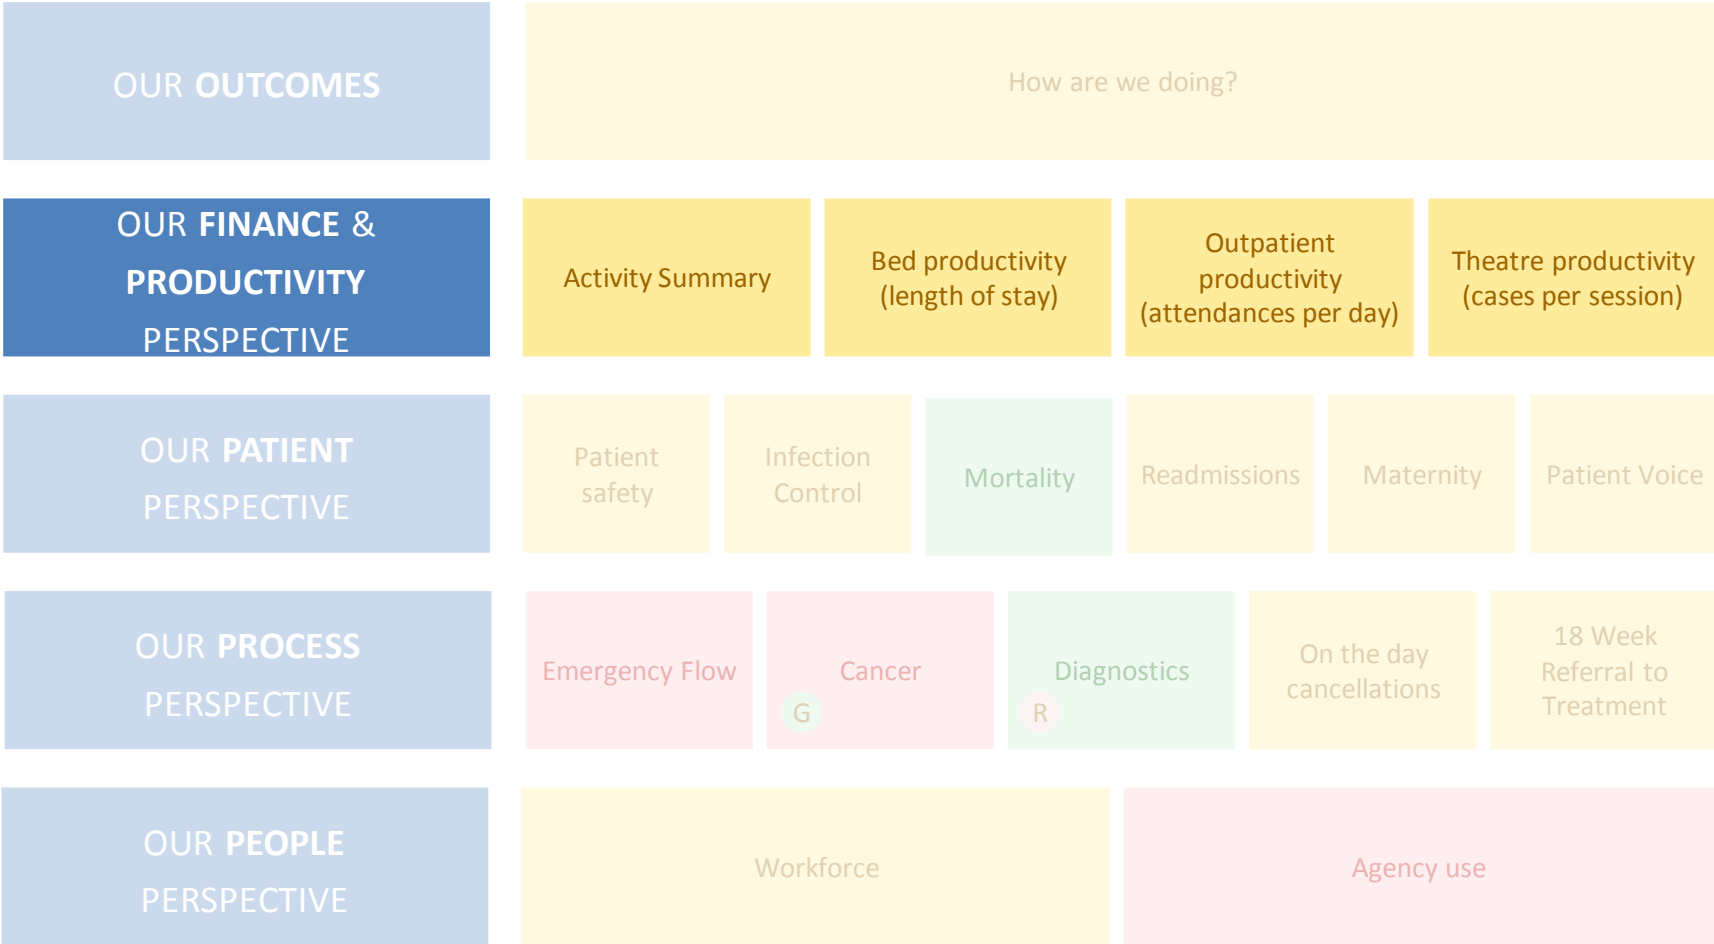 OUR OUTCOMES
How are we doing?
OUR FINANCE &
PRODUCTIVITY
PERSPECTIVE
Activity Summary
Bed productivity
(length of stay)
Outpatient
productivity
(attendances per day)
Theatre productivity
(cases per session)
OUR PATIENT
PERSPECTIVE
Patient
safety
Infection
Control
Mortality
Readmissions
Maternity
Patient Voice
OUR PROCESS
PERSPECTIVE
Emergency Flow
Cancer
G
Diagnostics
R
On the day
cancellations
18 Week
Referral to
Treatment
OUR PEOPLE
PERSPECTIVE
Workforce
Agency use